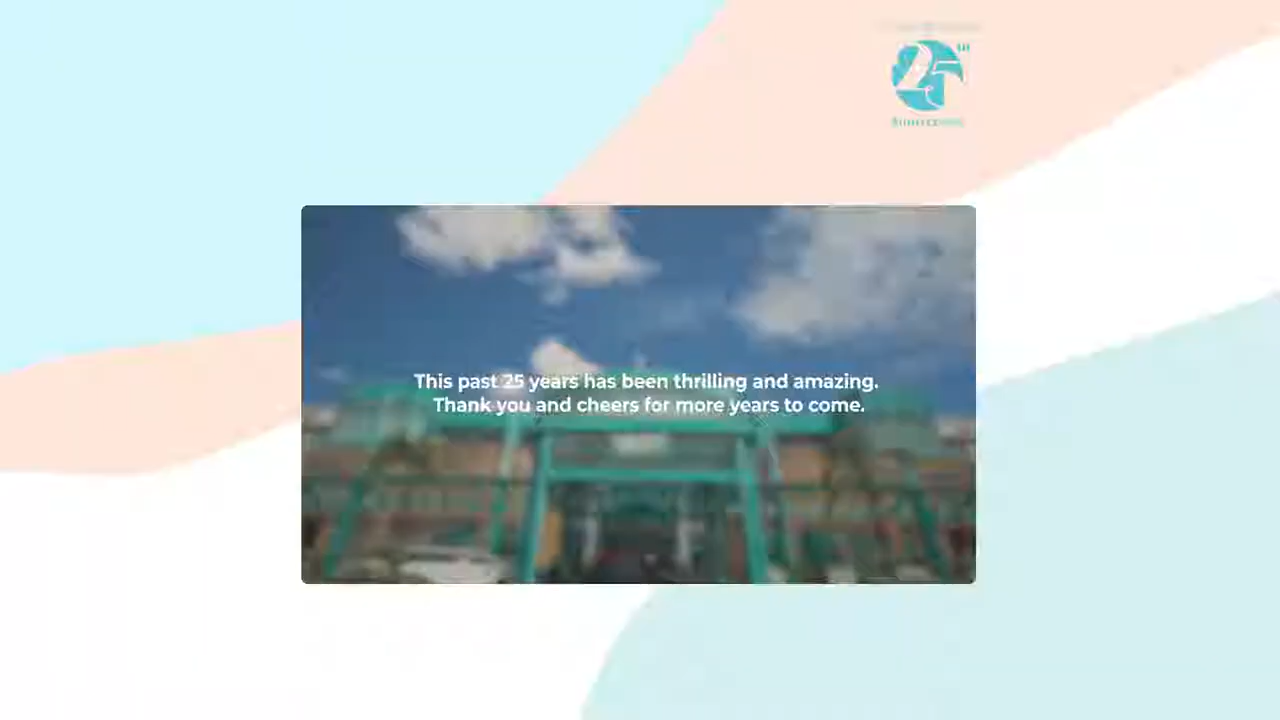 25
TH
This past 25 years has been thrilling and amazing.
Thank you and cheers for more years to come.